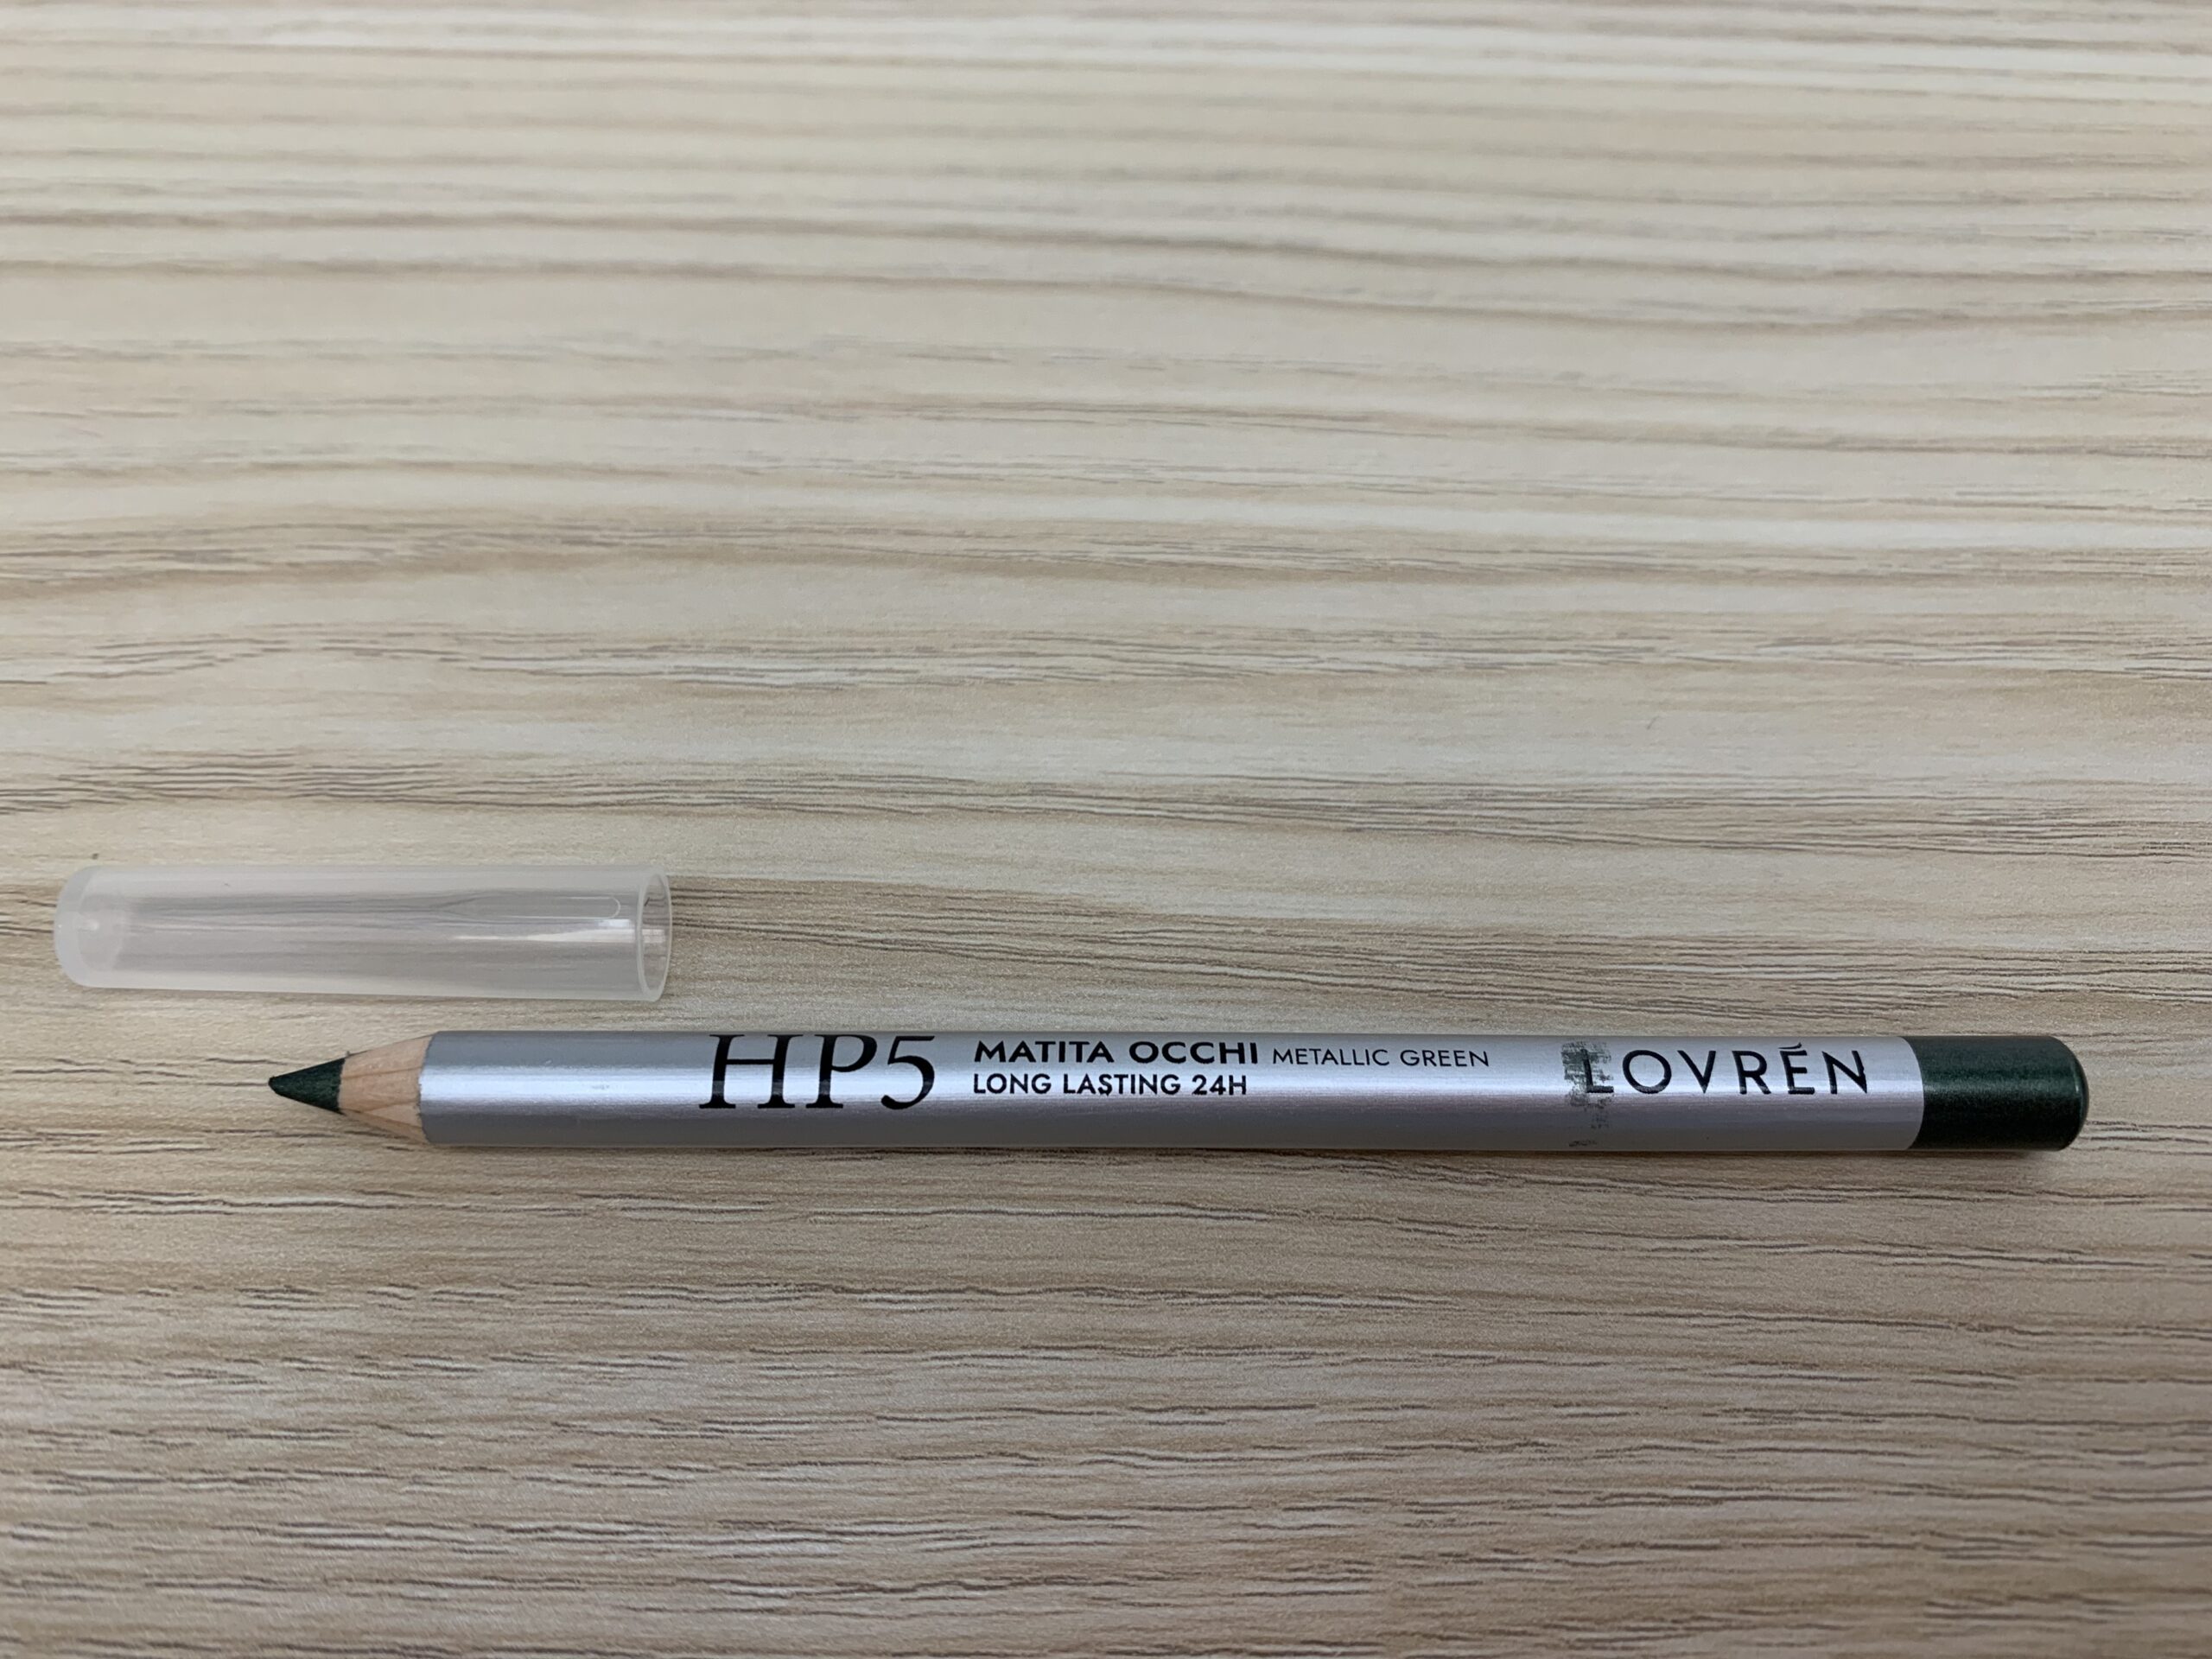 HP5
MATITA OCCHI METALLIC GREEN
LONG LASTING 24H
LOVRÉN